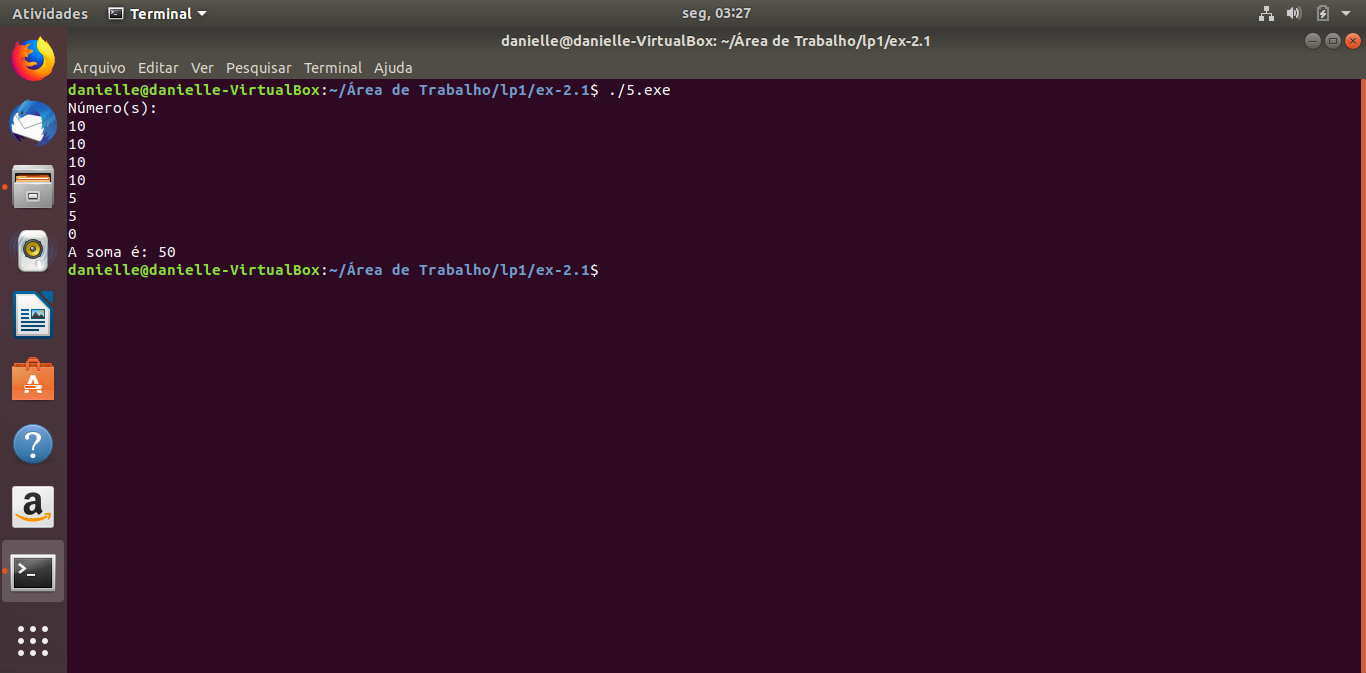 Atividades Terminal seg, 03:27
danielle@danielle-VirtualBox: ~/Área de Trabalho/lp1/ex-2.1
Arquivo Editar Ver Pesquisar Terminal Ajuda
danielle@danielle-VirtualBox:~/Área de Trabalho/lp1/ex-2.1$ ./5.exe
Número(s):
10
10
10
10
5
5
0
A soma é: 50
danielle@danielle-VirtualBox:~/Área de Trabalho/lp1/ex-2.1$